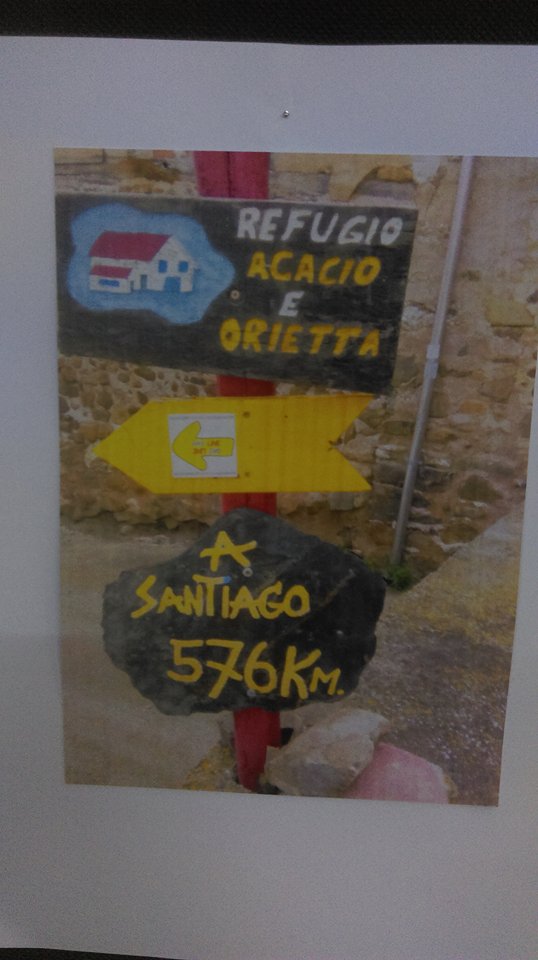 REFUGIO
ACACIO
E
ORIETTA
A
SANTIAGO
576KM.